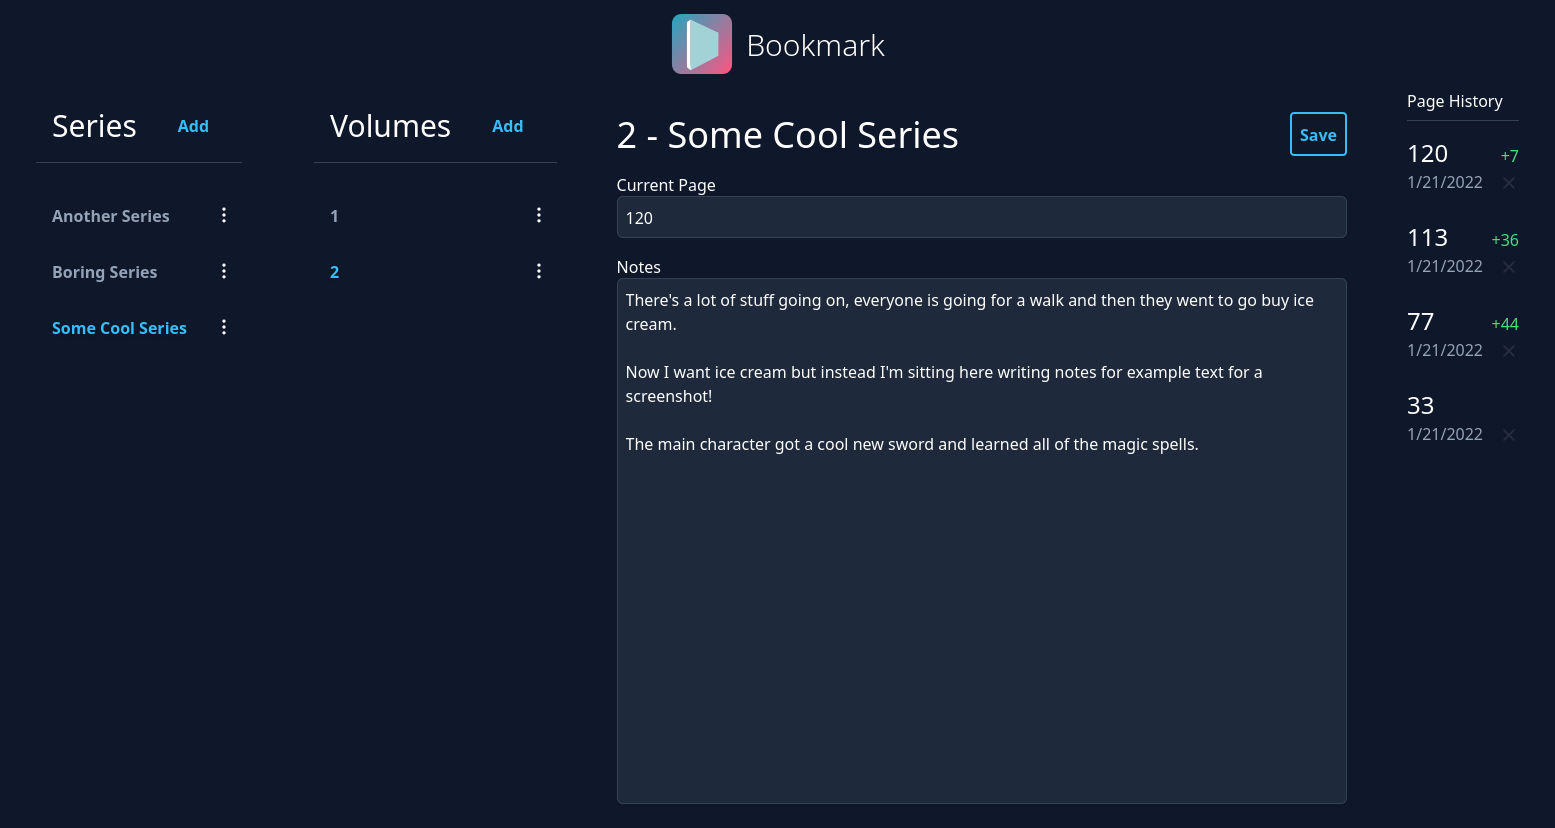 Bookmark
Series
Add
Another Series
Boring Series
Some Cool Series
Volumes
Add
1
2
2 - Some Cool Series
Save
Current Page
120
Notes
There's a lot of stuff going on, everyone is going for a walk and then they went to go buy ice
cream.
Now I want ice cream but instead I'm sitting here writing notes for example text for a
screenshot!
The main character got a cool new sword and learned all of the magic spells.
Page History
120 +7
1/21/2022
113 +36
1/21/2022
77 +44
1/21/2022
33
1/21/2022